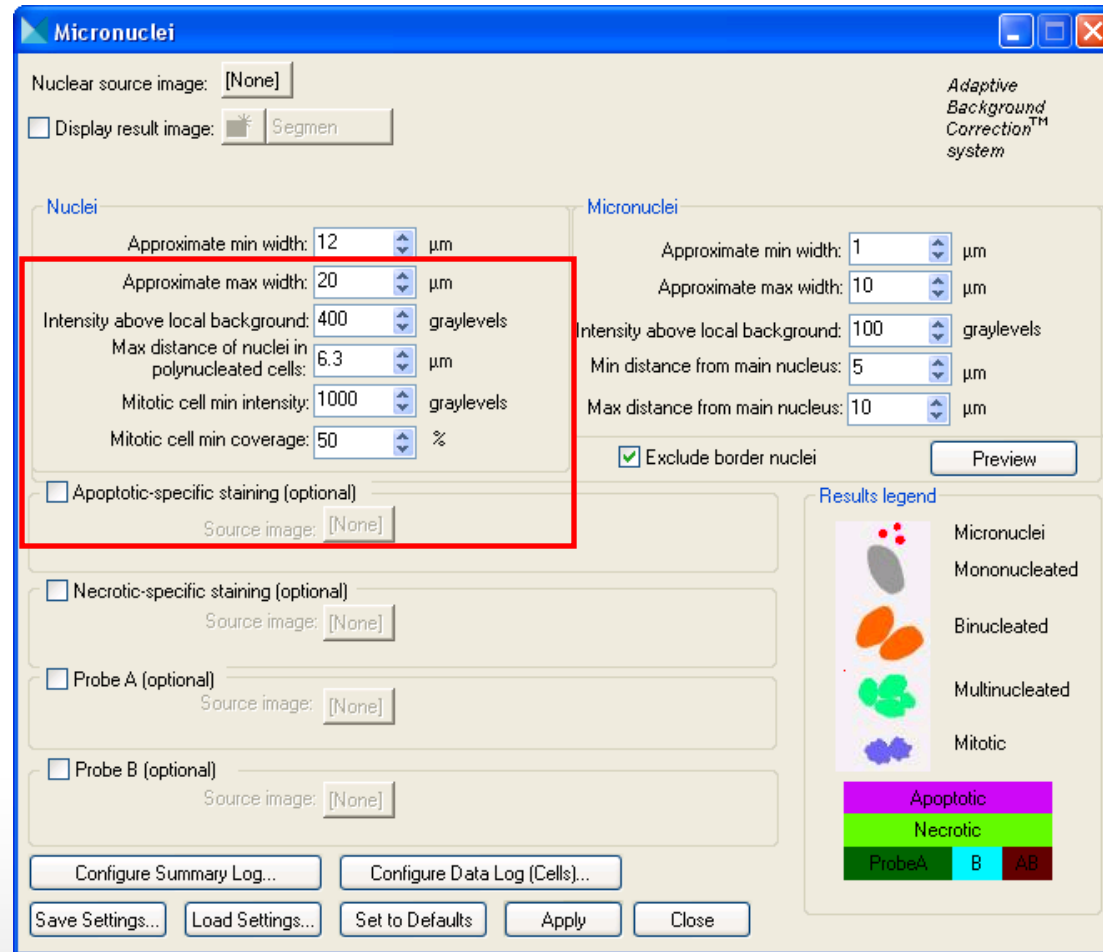 Micronuclei
Nuclear source image: [None]
Display result image: Segmen
Adaptive
Background
Correction™
system
Nuclei
Approximate min width: 12 µm
Approximate max width: 20 µm
Intensity above local background: 400 graylevels
Max distance of nuclei in
polynucleated cells: 6.3 µm
Mitotic cell min intensity: 1000 graylevels
Mitotic cell min coverage: 50 %
Micronuclei
Approximate min width: 1 µm
Approximate max width: 10 µm
Intensity above local background: 100 graylevels
Min distance from main nucleus: 5 µm
Max distance from main nucleus: 10 µm
Exclude border nuclei
Preview
Apoptotic-specific staining (optional)
Source image: [None]
Necrotic-specific staining (optional)
Source image: [None]
Probe A (optional)
Source image: [None]
Probe B (optional)
Source image: [None]
Results legend
Micronuclei
Mononucleated
Binucleated
Multinucleated
Mitotic
Apoptotic
Necrotic
ProbeA B AB
Configure Summary Log... Configure Data Log (Cells)...
Save Settings... Load Settings... Set to Defaults Apply Close